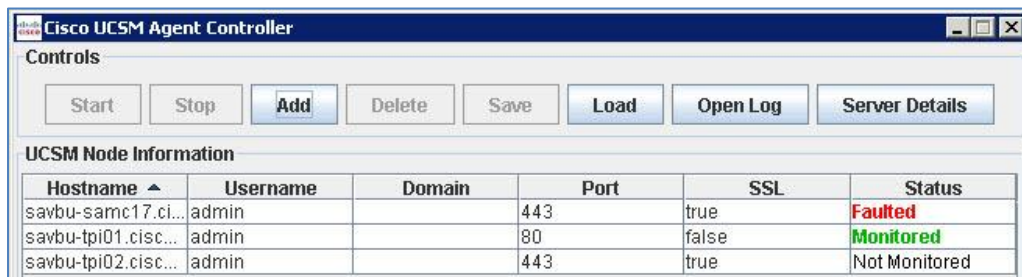 Cisco UCSM Agent Controller
Controls
Start Stop Add Delete Save Load Open Log Server Details
UCSM Node Information
Hostname Username Domain Port SSL Status
savbu-samc17.ci... admin 443 true Faulted
savbu-tpi01.cisc... admin 80 false Monitored
savbu-tpi02.cisc... admin 443 true Not Monitored